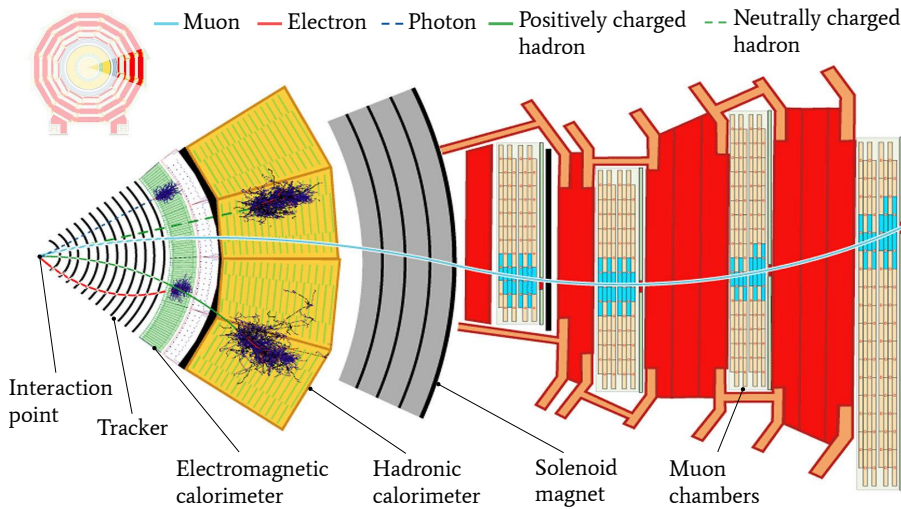 Muon
Electron
Photon
Positively charged
hadron
Neutrally charged
hadron
Interaction
point
Tracker
Electromagnetic
calorimeter
Hadronic
calorimeter
Solenoid
magnet
Muon
chambers